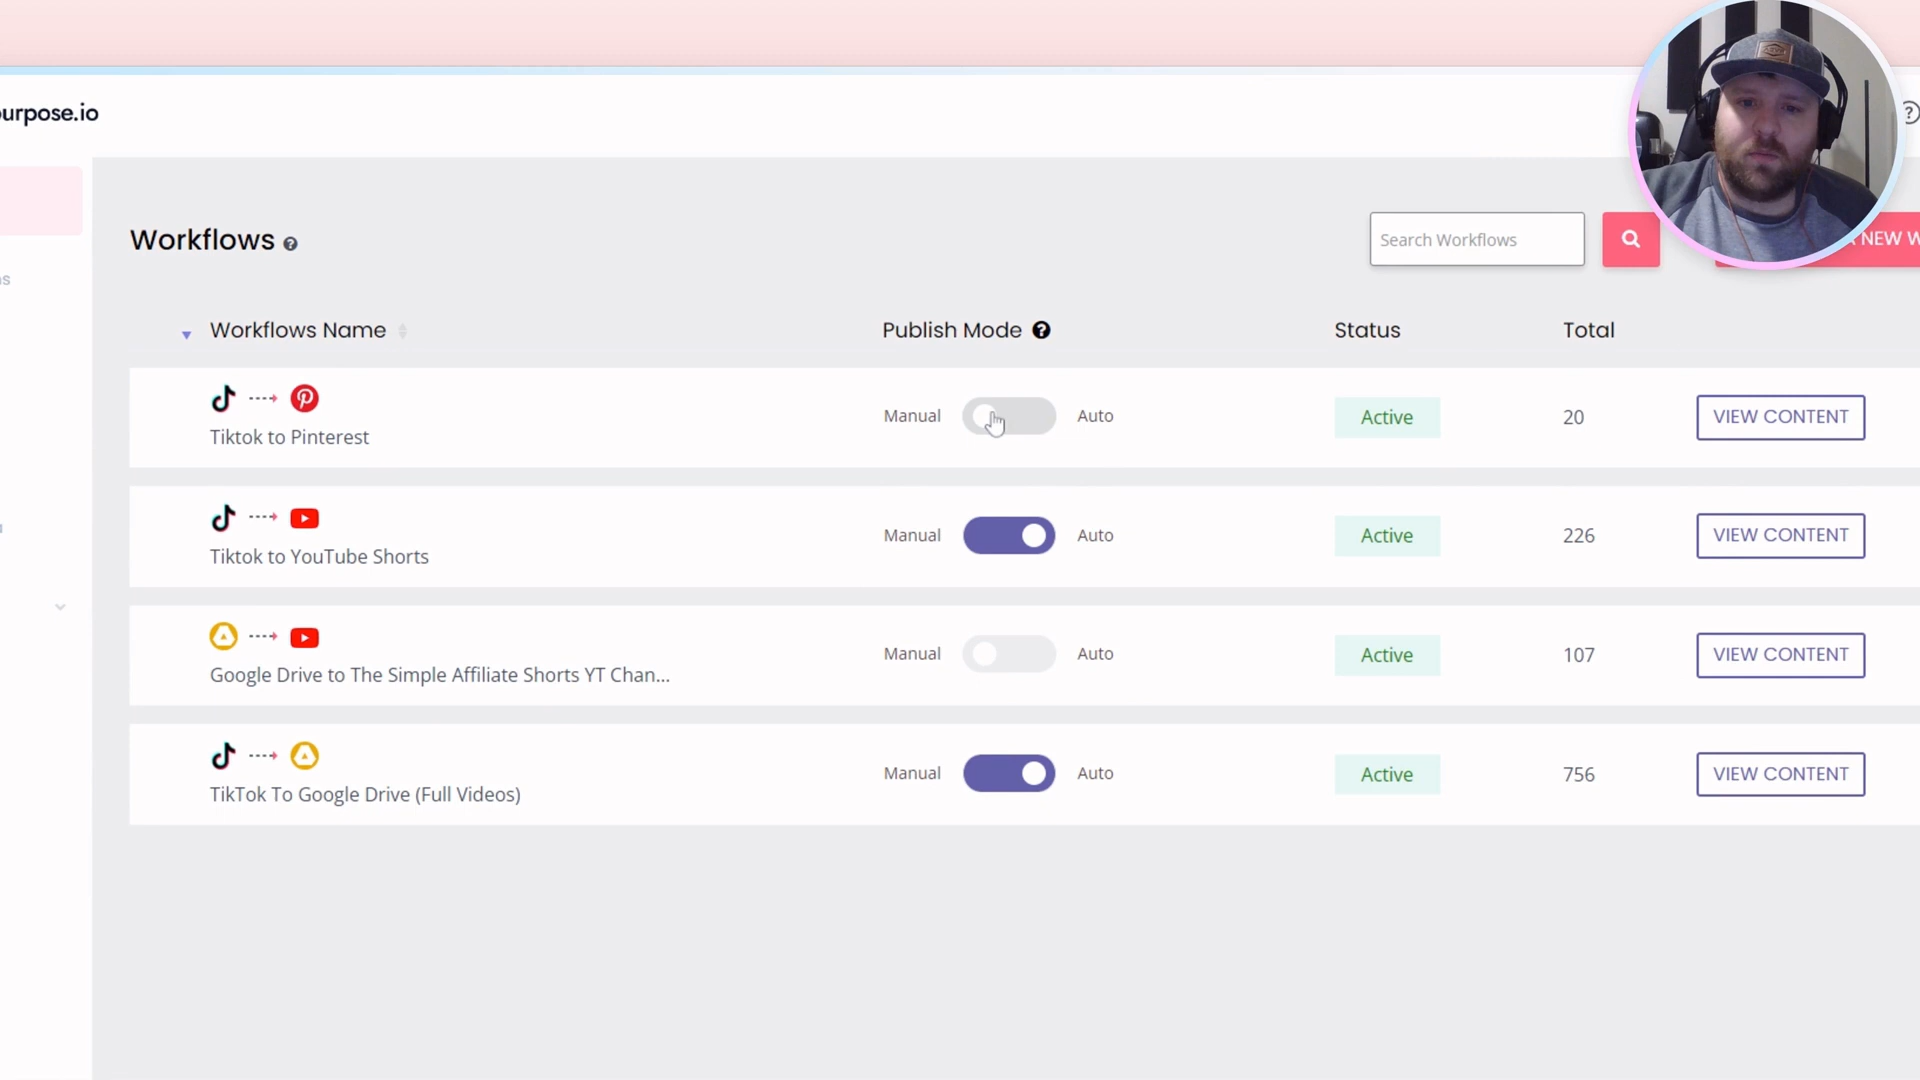 urpose.io
Workflows
Search Workflows
NEW W
Workflows Name
Publish Mode
Status
Total
Tiktok to Pinterest
Manual
Auto
Active
20
VIEW CONTENT
Tiktok to YouTube Shorts
Manual
Auto
Active
226
VIEW CONTENT
Google Drive to The Simple Affiliate Shorts YT Chan...
Manual
Auto
Active
107
VIEW CONTENT
TikTok To Google Drive (Full Videos)
Manual
Auto
Active
756
VIEW CONTENT